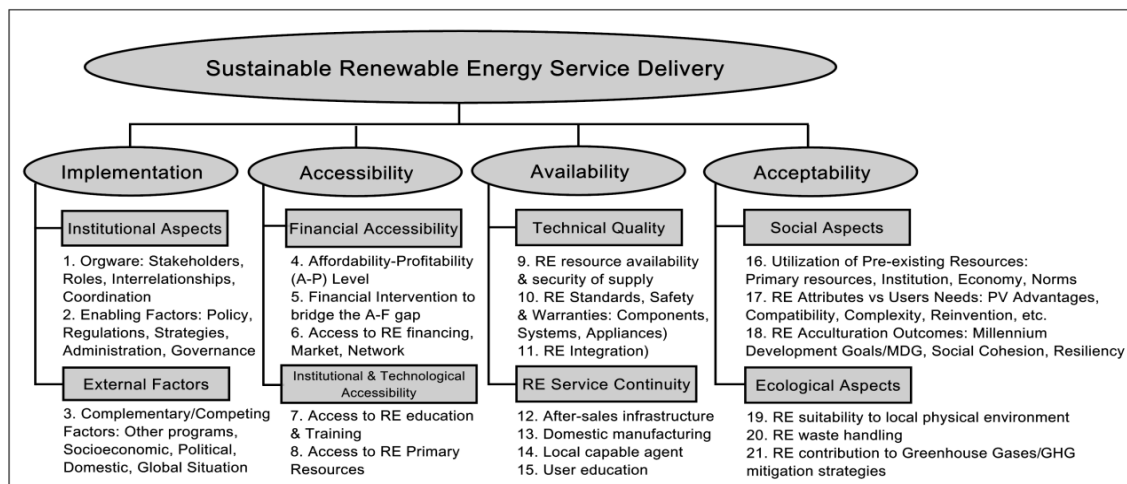 Sustainable Renewable Energy Service Delivery
Implementation
Institutional Aspects
1. Orgware: Stakeholders,
Roles, Interrelationships,
Coordination
2. Enabling Factors: Policy,
Regulations, Strategies,
Administration, Governance
External Factors
3. Complementary/Competing
Factors: Other programs,
Socioeconomic, Political,
Domestic, Global Situation
Accessibility
Financial Accessibility
4. Affordability-Profitability
(A-P) Level
5. Financial Intervention to
bridge the A-F gap
6. Access to RE financing,
Market, Network
Institutional & Technological
Accessibility
7. Access to RE education
& Training
8. Access to RE Primary
Resources
Availability
Technical Quality
9. RE resource availability
& security of supply
10. RE Standards, Safety
& Warranties: Components,
Systems, Appliances)
11. RE Integration)
RE Service Continuity
12. After-sales infrastructure
13. Domestic manufacturing
14. Local capable agent
15. User education
Acceptability
Social Aspects
16. Utilization of Pre-existing Resources:
Primary resources, Institution, Economy, Norms
17. RE Attributes vs Users Needs: PV Advantages,
Compatibility, Complexity, Reinvention, etc.
18. RE Acculturation Outcomes: Millennium
Development Goals/MDG, Social Cohesion, Resiliency
Ecological Aspects
19. RE suitability to local physical environment
20. RE waste handling
21. RE contribution to Greenhouse Gases/GHG
mitigation strategies